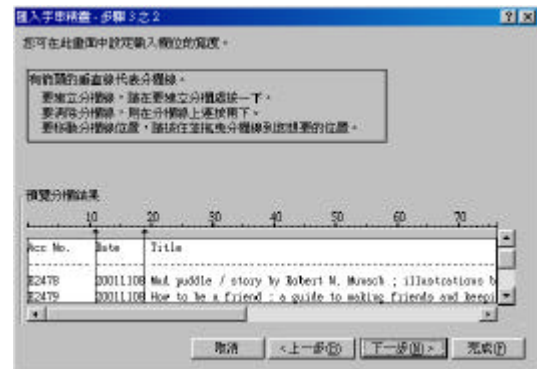 匯入字串精靈 - 步驟 3 之 2
您可在此畫面中設定輸入欄位的寬度。
有箭頭的垂直線代表分欄線。
要建立分欄線，請在要建立分欄處按一下。
要清除分欄線，則在分欄線上連按兩下。
要移動分欄線位置，請按住並拖曳分欄線到您想要的位置。
預覽分欄結果
10 20 30 40 50 60 70
Acc No. Date Title
E2478 20011108 Mud puddle / story by Robert N. Munsch ; illustrations b
E2479 20011108 How to be a friend : a guide to making friends and keepi
取消 <上一步(B) 下一步(N)> 完成(F)